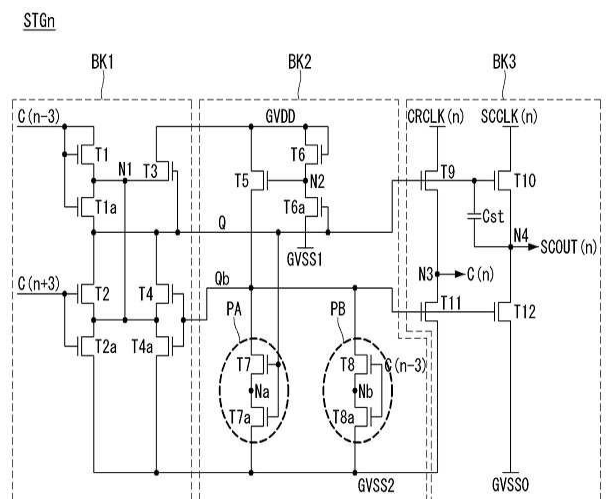 STGn
BK1 BK2 BK3
C(n-3) GVDD CRCLK(n) SCCLK(n)
T1 N1 T3 T5 T6 N2 T9 T10
T1a T6a Cst
Q GVSS1 N4 SCOUT(n)
C(n+3) Qb N3 C(n)
T2 T4 PA PB T11 T12
T2a T4a T7 T8 C(n-3)
Na Nb
T7a T8a
GVSS2 GVSS0